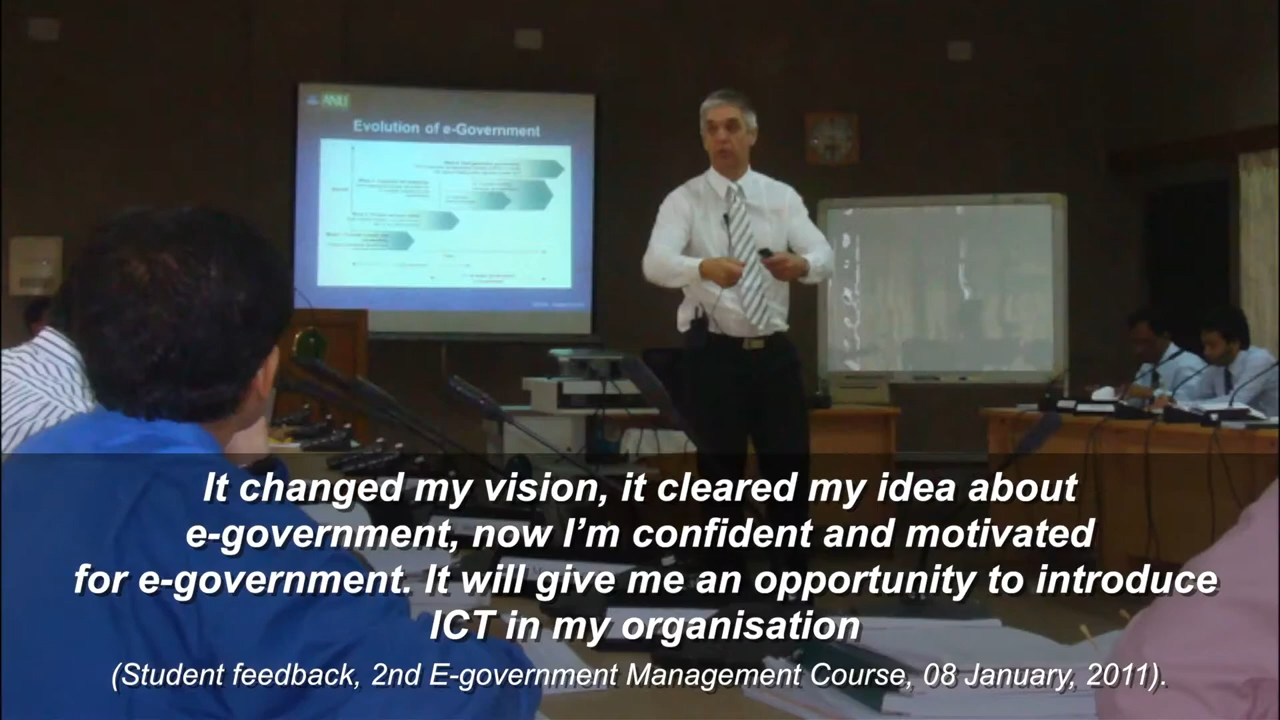 ANU
Evolution of e-Government
It changed my vision, it cleared my idea about
e-government, now I'm confident and motivated
for e-government. It will give me an opportunity to introduce
ICT in my organisation
(Student feedback, 2nd E-government Management Course, 08 January, 2011).